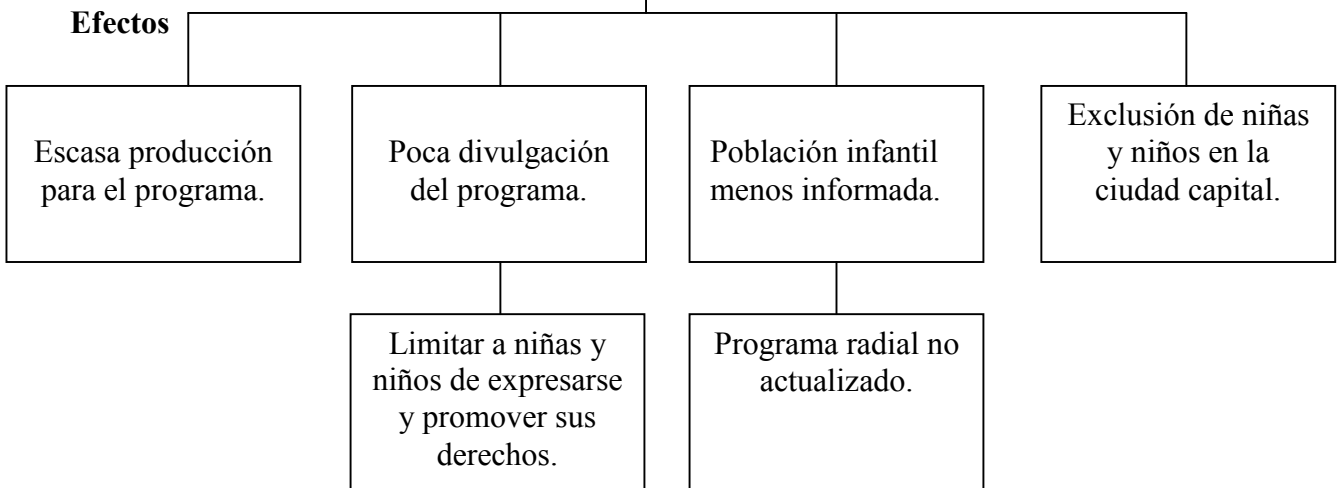 Efectos
Escasa producción
para el programa.
Poca divulgación
del programa.
Población infantil
menos informada.
Exclusión de niñas
y niños en la
ciudad capital.
Limitar a niñas y
niños de expresarse
y promover sus
derechos.
Programa radial no
actualizado.